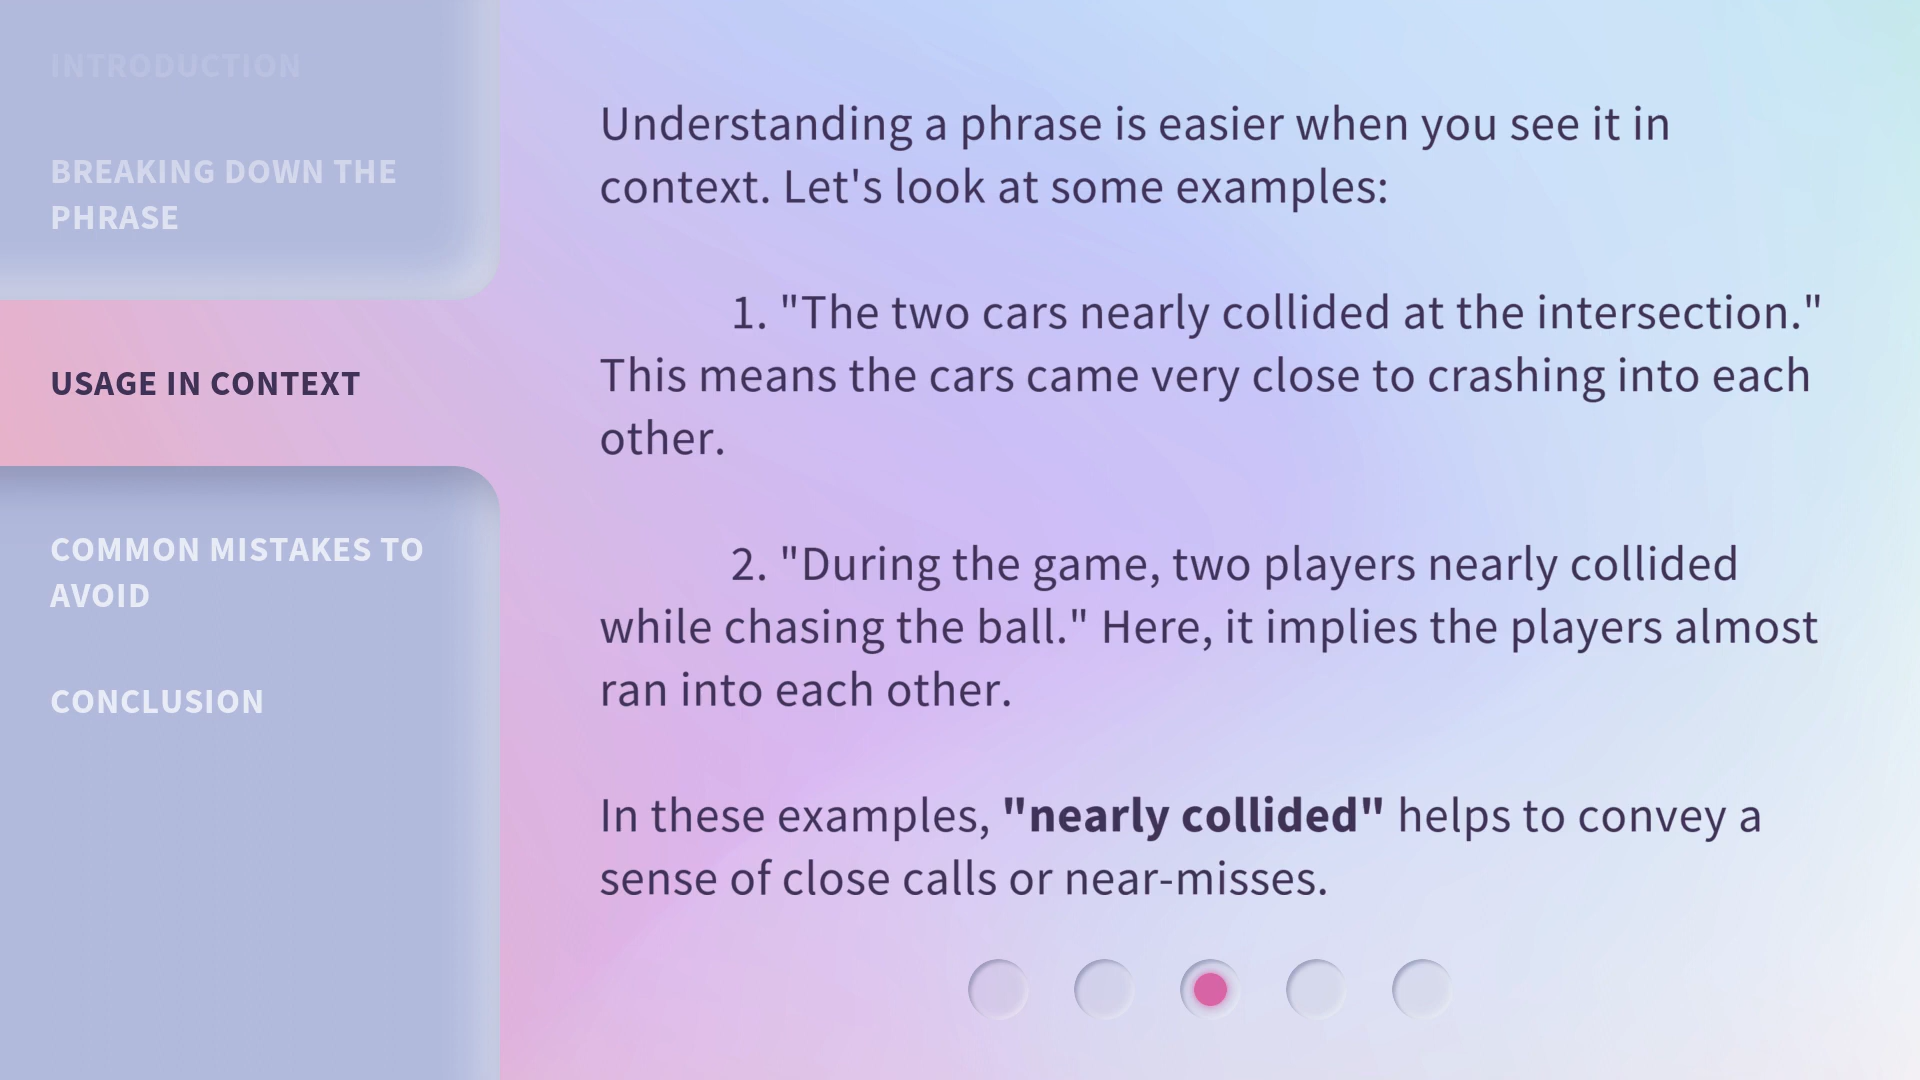 INTRODUCTION
BREAKING DOWN THE
PHRASE
USAGE IN CONTEXT
COMMON MISTAKES TO
AVOID
CONCLUSION
Understanding a phrase is easier when you see it in
context. Let's look at some examples:
1. "The two cars nearly collided at the intersection."
This means the cars came very close to crashing into each
other.
2. "During the game, two players nearly collided
while chasing the ball." Here, it implies the players almost
ran into each other.
In these examples, "nearly collided" helps to convey a
sense of close calls or near-misses.